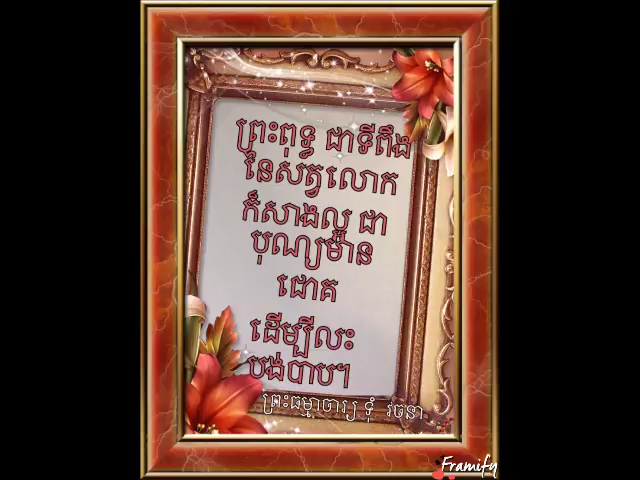 ព្រះពុទ្ធ ជាទីពឹង
នៃសត្វលោក
ក៏សាងល្អ ជា
បុណ្យមាន
ជោគ
ដើម្បីលះ
បង់បាប។
ព្រះធម្មាចារ្យ ទុំ រចនា
Framify